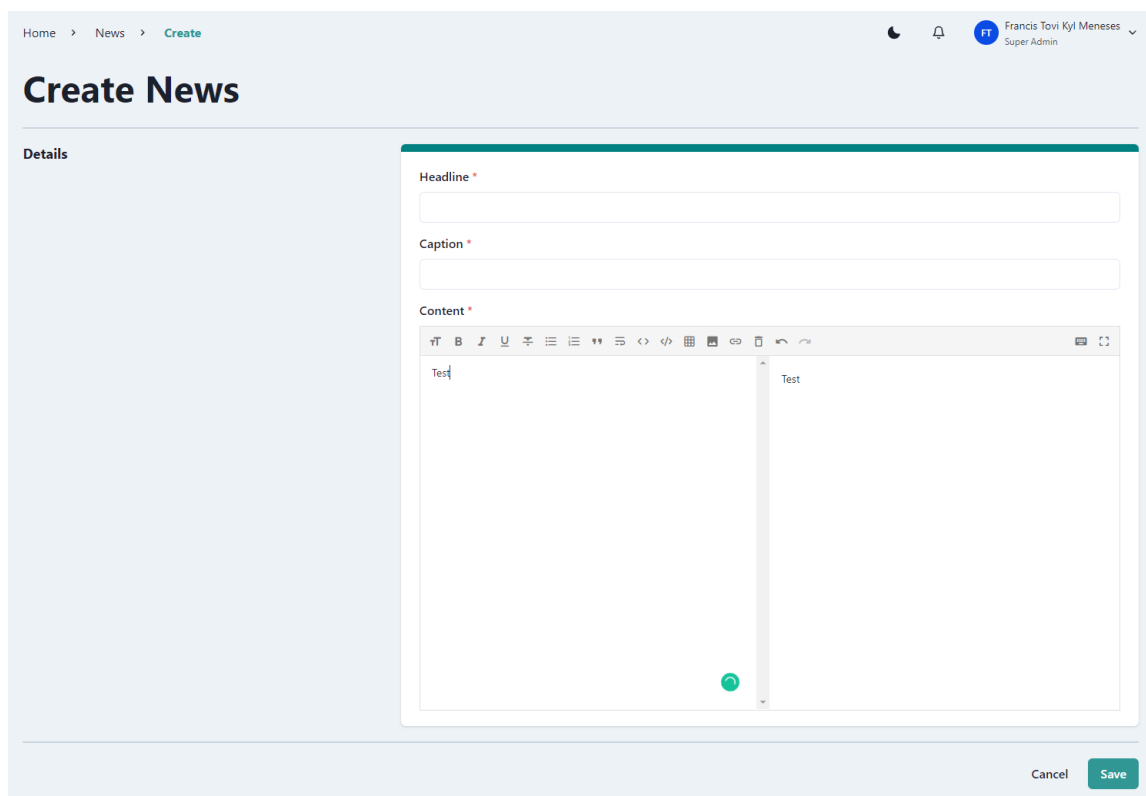 Home > News > Create
FT
Francis Tovi Kyl Meneses
Super Admin
Create News
Details
Headline *
Caption *
Content *
Test
Test
Cancel
Save